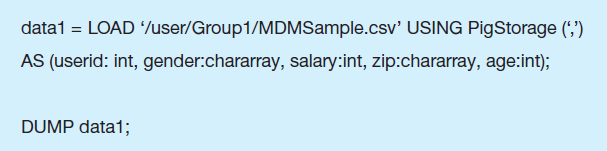 data1 = LOAD ‘/user/Group1/MDMSample.csv’ USING PigStorage (‘,’)
AS (userid: int, gender:chararray, salary:int, zip:chararray, age:int);
DUMP data1;